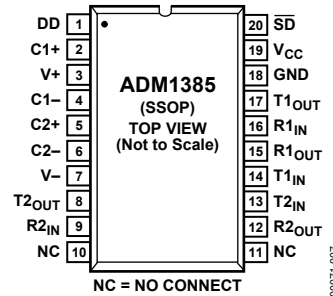 DD 1
C1+ 2
V+ 3
C1– 4
C2+ 5
C2– 6
V– 7
T2OUT 8
R2IN 9
NC 10
ADM1385
(SSOP)
TOP VIEW
(Not to Scale)
20 SD
19 VCC
18 GND
17 T1OUT
16 R1IN
15 R1OUT
14 T1IN
13 T2IN
12 R2OUT
11 NC
NC = NO CONNECT